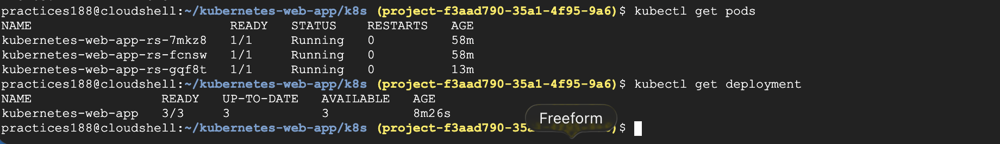 practices188@cloudshell:~/kubernetes-web-app/k8s (project-f3aad790-35a1-4f95-9a6)$ kubectl get pods
NAME READY STATUS RESTARTS AGE
kubernetes-web-app-rs-7mkz8 1/1 Running 0 58m
kubernetes-web-app-rs-fcnsw 1/1 Running 0 58m
kubernetes-web-app-rs-gqf8t 1/1 Running 0 13m
practices188@cloudshell:~/kubernetes-web-app/k8s (project-f3aad790-35a1-4f95-9a6)$ kubectl get deployment
NAME READY UP-TO-DATE AVAILABLE AGE
kubernetes-web-app 3/3 3 3 8m26s
Freeform
practices188@cloudshell:~/kubernetes-web-app/k8s (project-f3aad790-35 )$